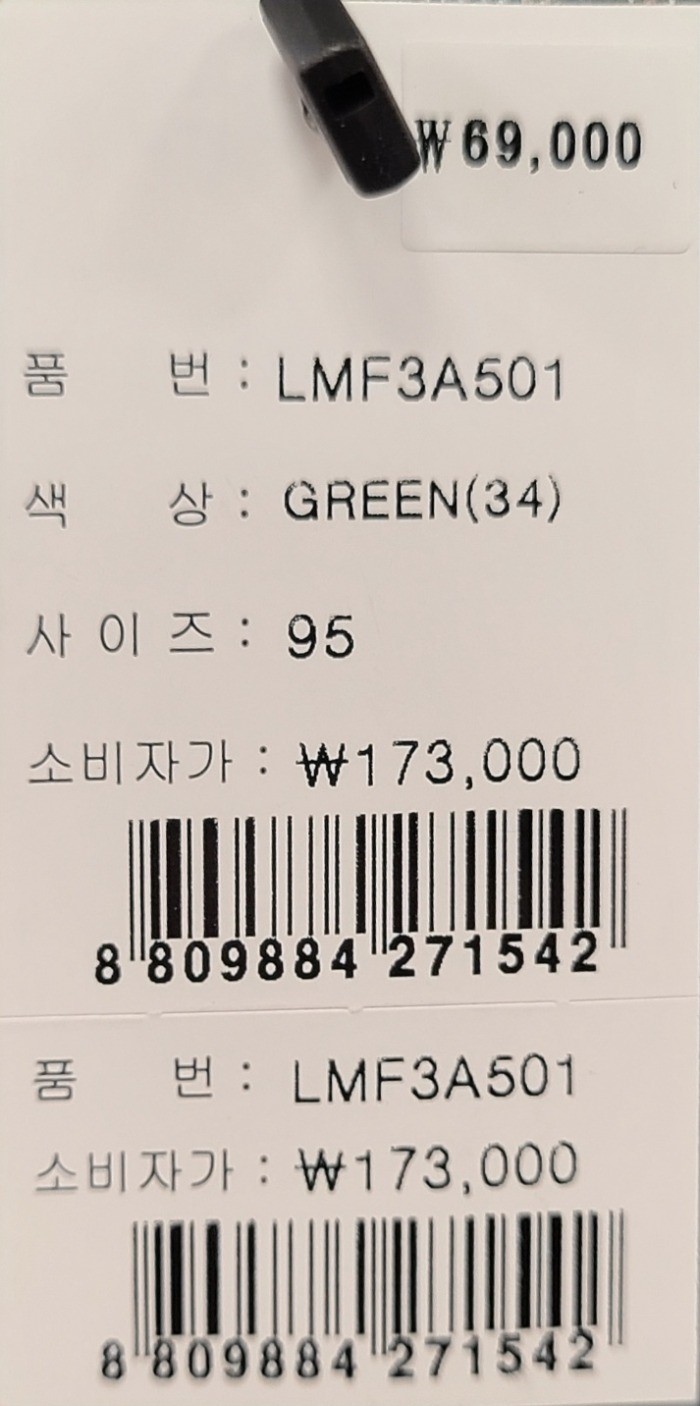 ₩69,000
품 번 : LMF3A501
색 상 : GREEN(34)
사 이 즈 : 95
소비자가 : ₩173,000
8 809884 271542
품 번 : LMF3A501
소비자가 : ₩173,000
8 809884 271542